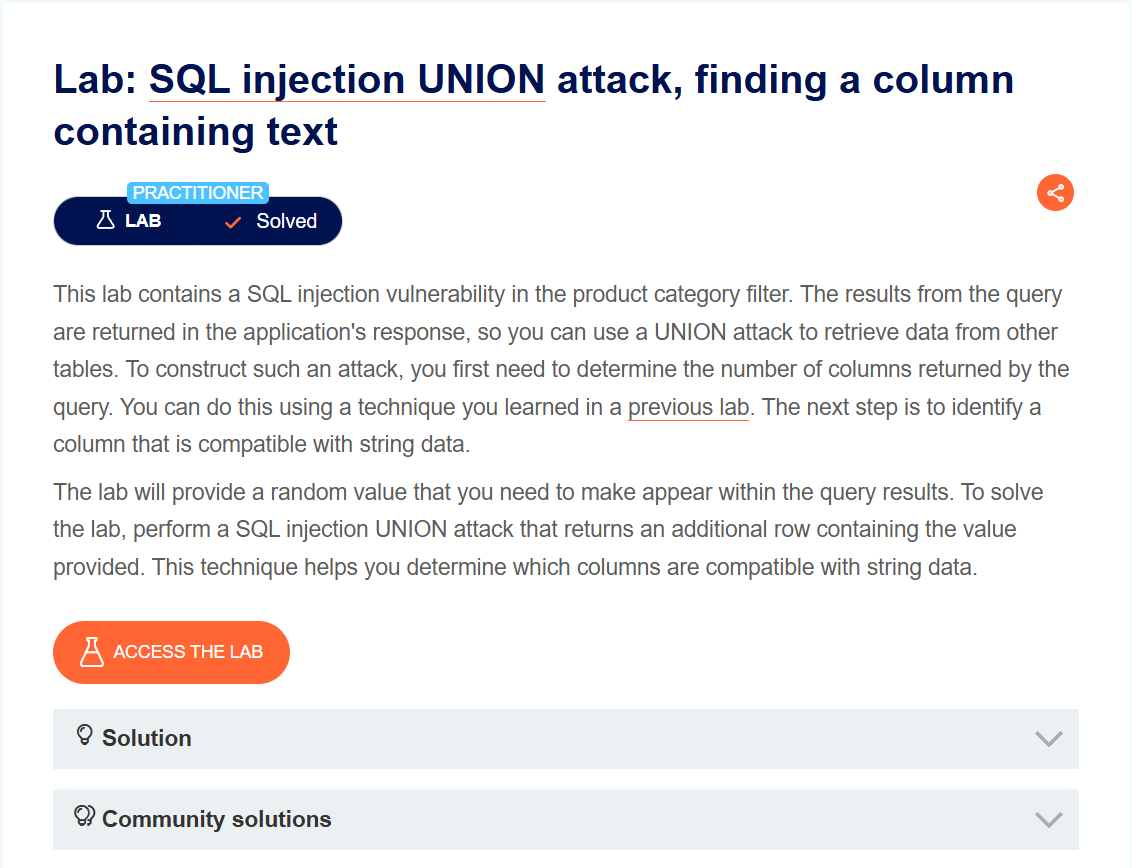 Lab: SQL injection UNION attack, finding a column
containing text
PRACTITIONER
LAB Solved
This lab contains a SQL injection vulnerability in the product category filter. The results from the query
are returned in the application's response, so you can use a UNION attack to retrieve data from other
tables. To construct such an attack, you first need to determine the number of columns returned by the
query. You can do this using a technique you learned in a previous lab. The next step is to identify a
column that is compatible with string data.
The lab will provide a random value that you need to make appear within the query results. To solve
the lab, perform a SQL injection UNION attack that returns an additional row containing the value
provided. This technique helps you determine which columns are compatible with string data.
ACCESS THE LAB
Solution
Community solutions